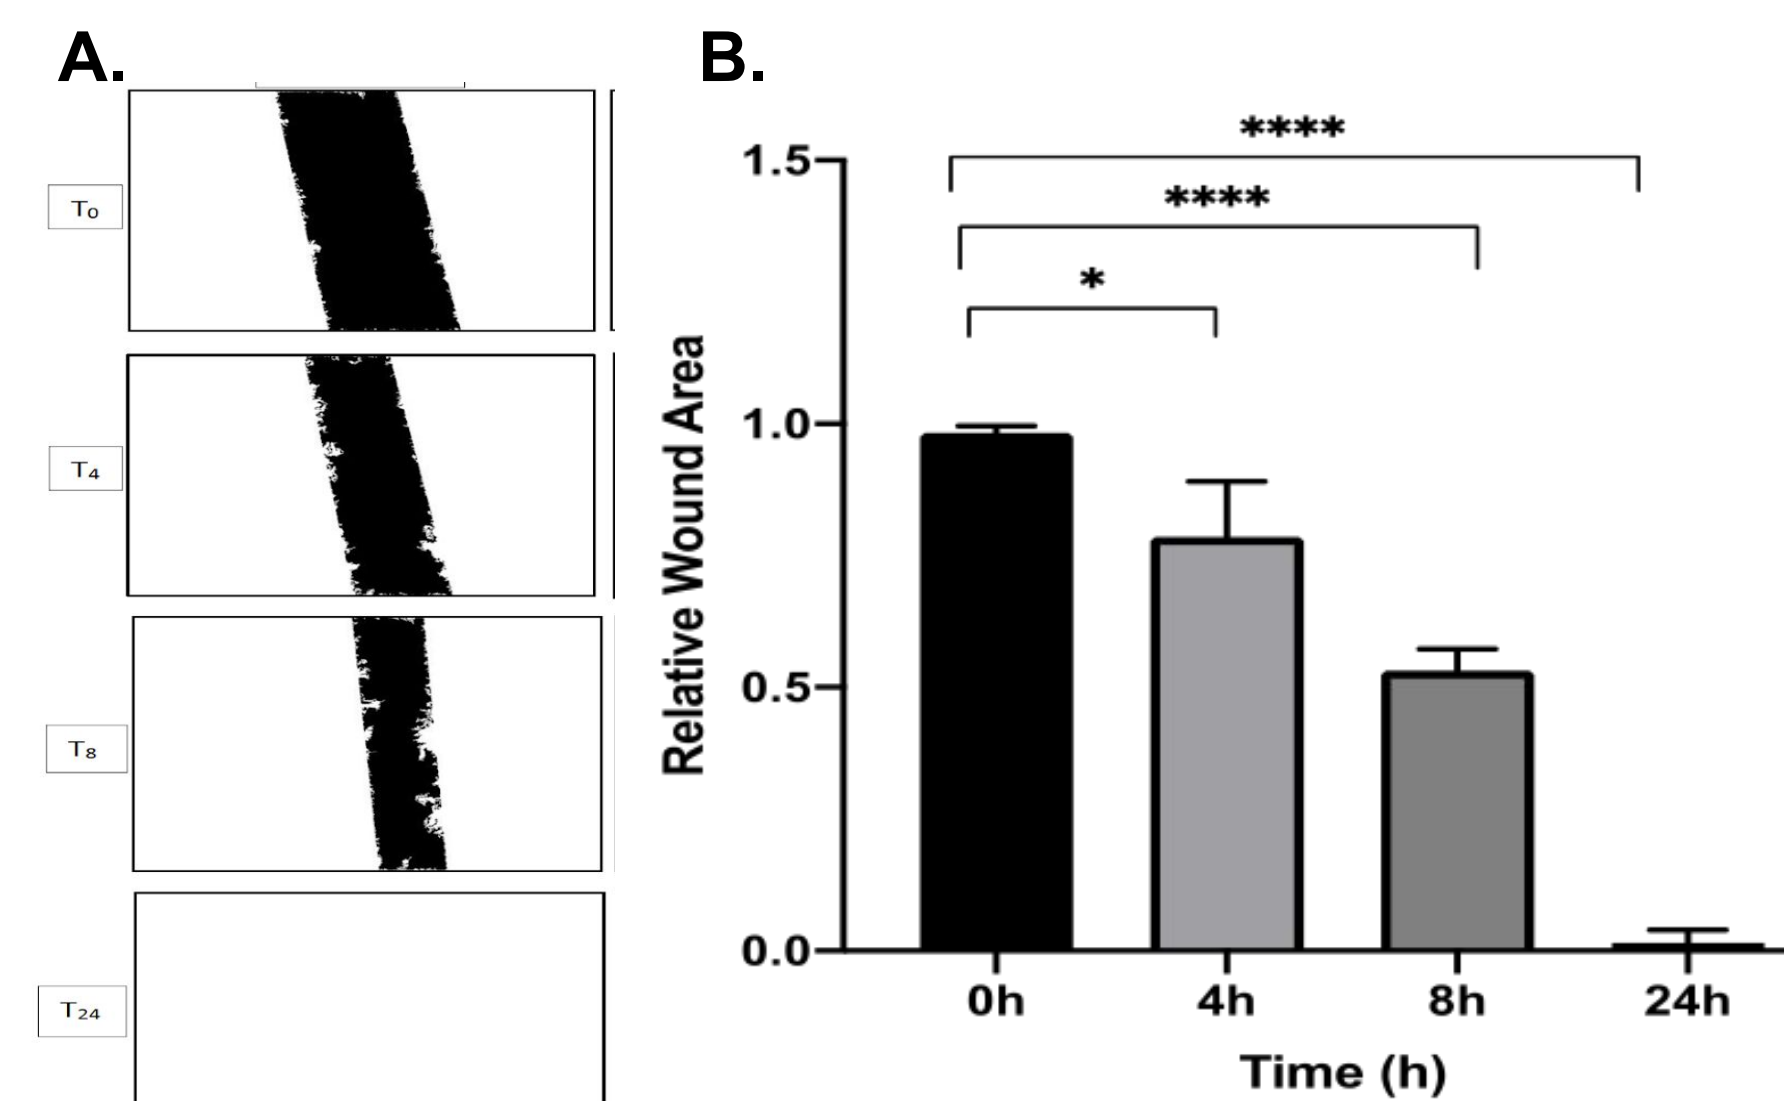 A.
T₀
T₄
T₈
T₂₄
B.
****
****
*
1.5
1.0
0.5
0.0
Relative Wound Area
0h 4h 8h 24h
Time (h)